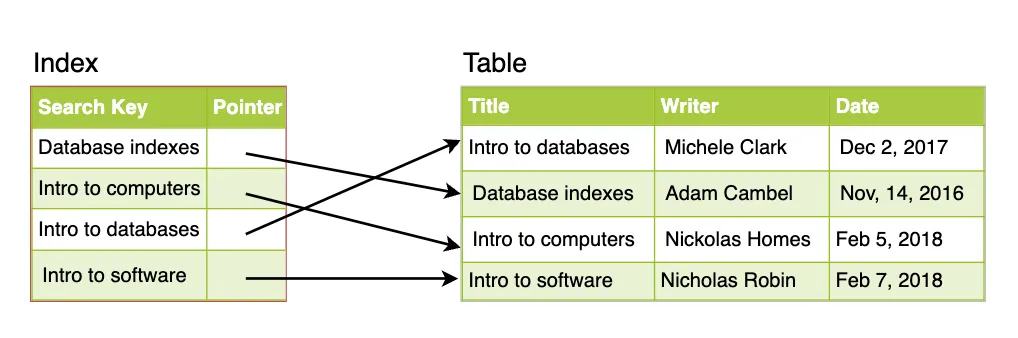 Index
Search Key Pointer
Database indexes
Intro to computers
Intro to databases
Intro to software
Table
Title Writer Date
Intro to databases Michele Clark Dec 2, 2017
Database indexes Adam Cambel Nov, 14, 2016
Intro to computers Nickolas Homes Feb 5, 2018
Intro to software Nicholas Robin Feb 7, 2018